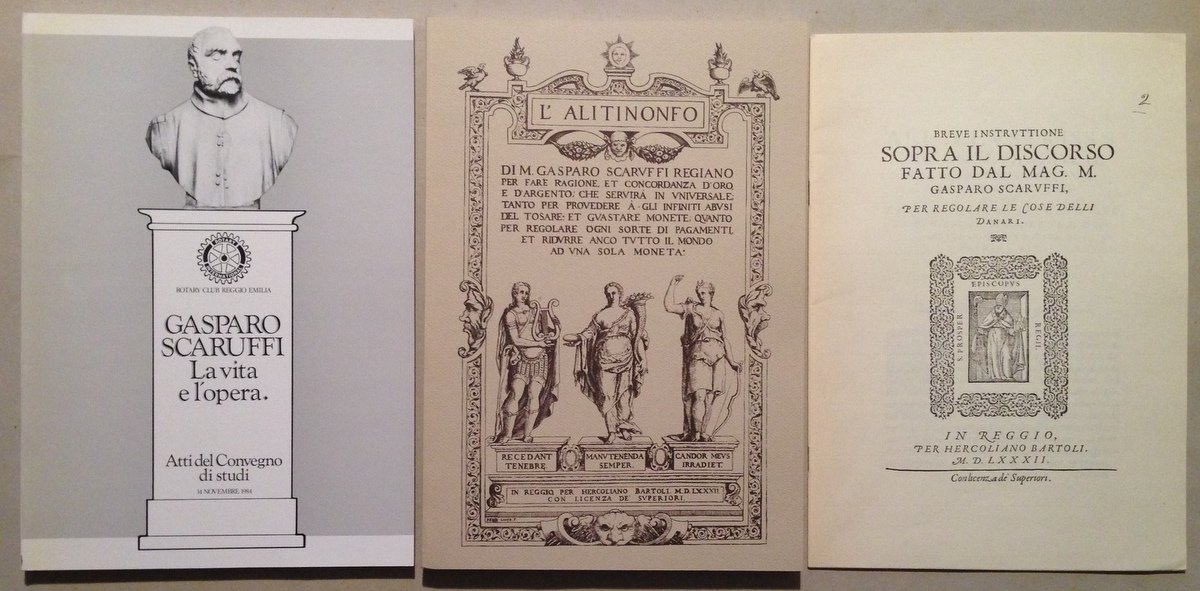 ROTARY
INTERNATIONAL
ROTARY CLUB REGGIO EMILIA
GASPARO
SCARUFFI
La vita
e l'opera.
Atti del Convegno
di studi
14 NOVEMBRE 1984
L' ALITINONFO
DI M. GASPARO SCARVFFI REGIANO
PER FARE RAGIONE, ET CONCORDANZA D'ORO,
E D'ARGENTO; CHE SERVIRÀ IN VNIVERSALE;
TANTO PER PROVEDERE À GLI INFINITI ABVSI
DEL TOSARE; ET GVASTARE MONETE; QVANTO
PER REGOLARE OGNI SORTE DI PAGAMENTI,
ET RIDVRRE ANCO TVTTO IL MONDO
AD VNA SOLA MONETA:
RECEDANT
TENEBRE
MANVTENENDA
SEMPER.
CANDOR MEVS
IRRADIET.
IN REGGIO, PER HERCOLIANO BARTOLI. M.D.LXXXII
CON LICENZA DE SVPERIORI.
2
BREVE INSTRVTTIONE
SOPRA IL DISCORSO
FATTO DAL MAG. M.
GASPARO SCARVFFI,
PER REGOLARE LE COSE DELLI
DANARI.
EPISCOPVS
S. PROSPER
REGII
IN REGGIO,
PER HERCOLIANO BARTOLI.
M. D. LXXXII.
Con licenza de' Superiori.